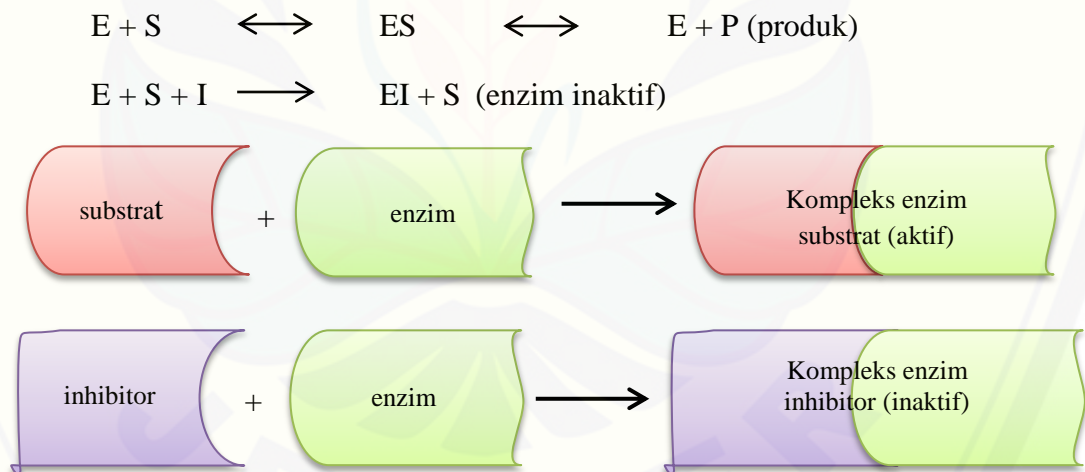 E + S ⟷ ES ⟷ E + P (produk)
E + S + I ⟶ EI + S (enzim inaktif)
substrat + enzim ⟶ Kompleks enzim
substrat (aktif)
inhibitor + enzim ⟶ Kompleks enzim
inhibitor (inaktif)